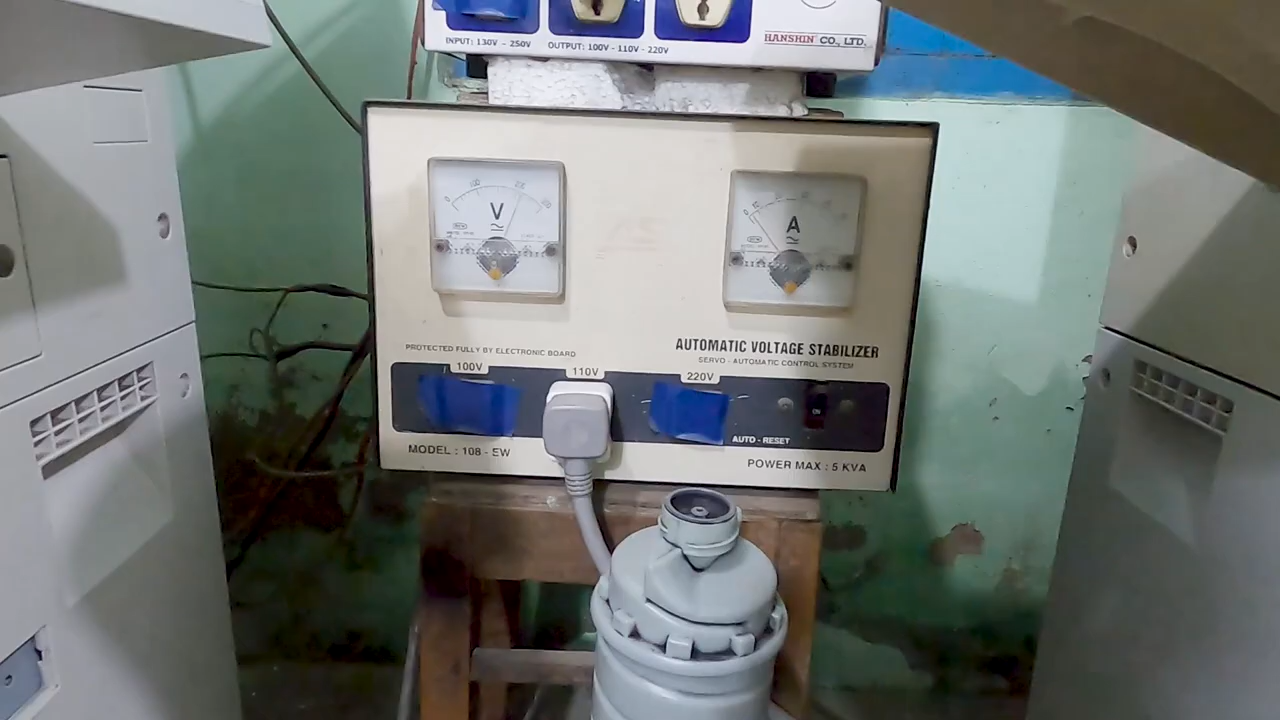 INPUT: 130V - 250V OUTPUT: 100V - 110V - 220V
HANSHIN CO., LTD.
V
A
PROTECTED FULLY BY ELECTRONIC BOARD
AUTOMATIC VOLTAGE STABILIZER
SERVO - AUTOMATIC CONTROL SYSTEM
100V
110V
220V
AUTO - RESET
MODEL : 108 - EW
POWER MAX : 5 KVA